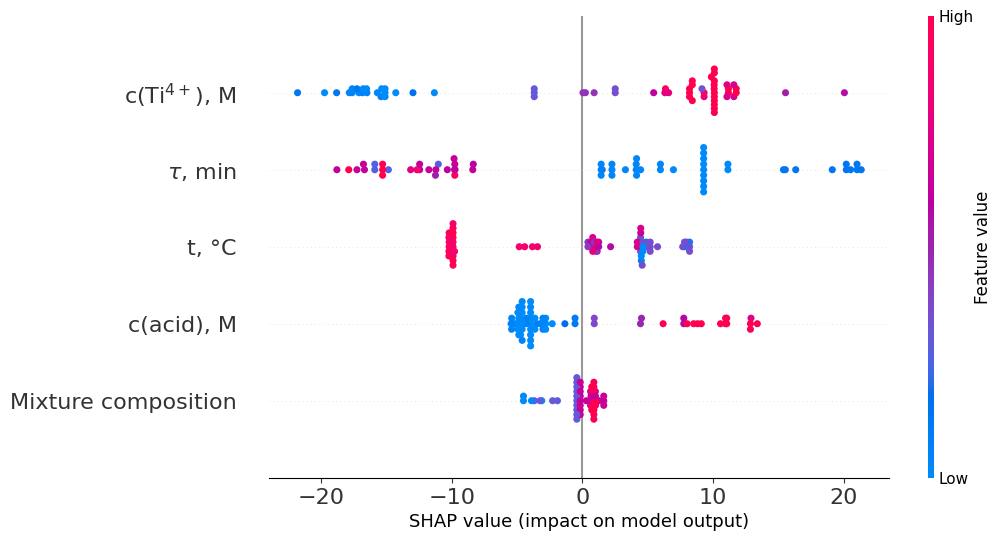 High
c(Ti⁴⁺), M
τ, min
t, °C
c(acid), M
Mixture composition
Feature value
Low
−20 −10 0 10 20
SHAP value (impact on model output)